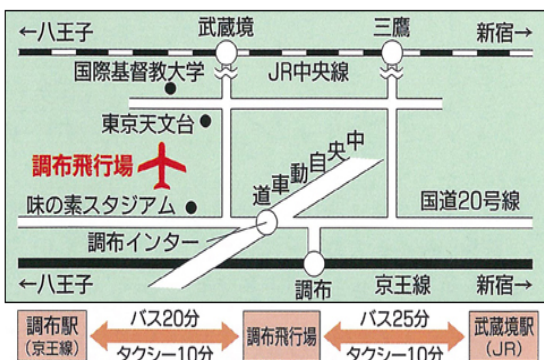 ←八王子
武蔵境
三鷹
新宿→
国際基督教大学
JR中央線
東京天文台
調布飛行場
中央自動車道
味の素スタジアム
国道20号線
調布インター
←八王子
調布
京王線
新宿→
調布駅
(京王線)
バス20分
タクシー10分
調布飛行場
バス25分
タクシー10分
武蔵境駅
(JR)